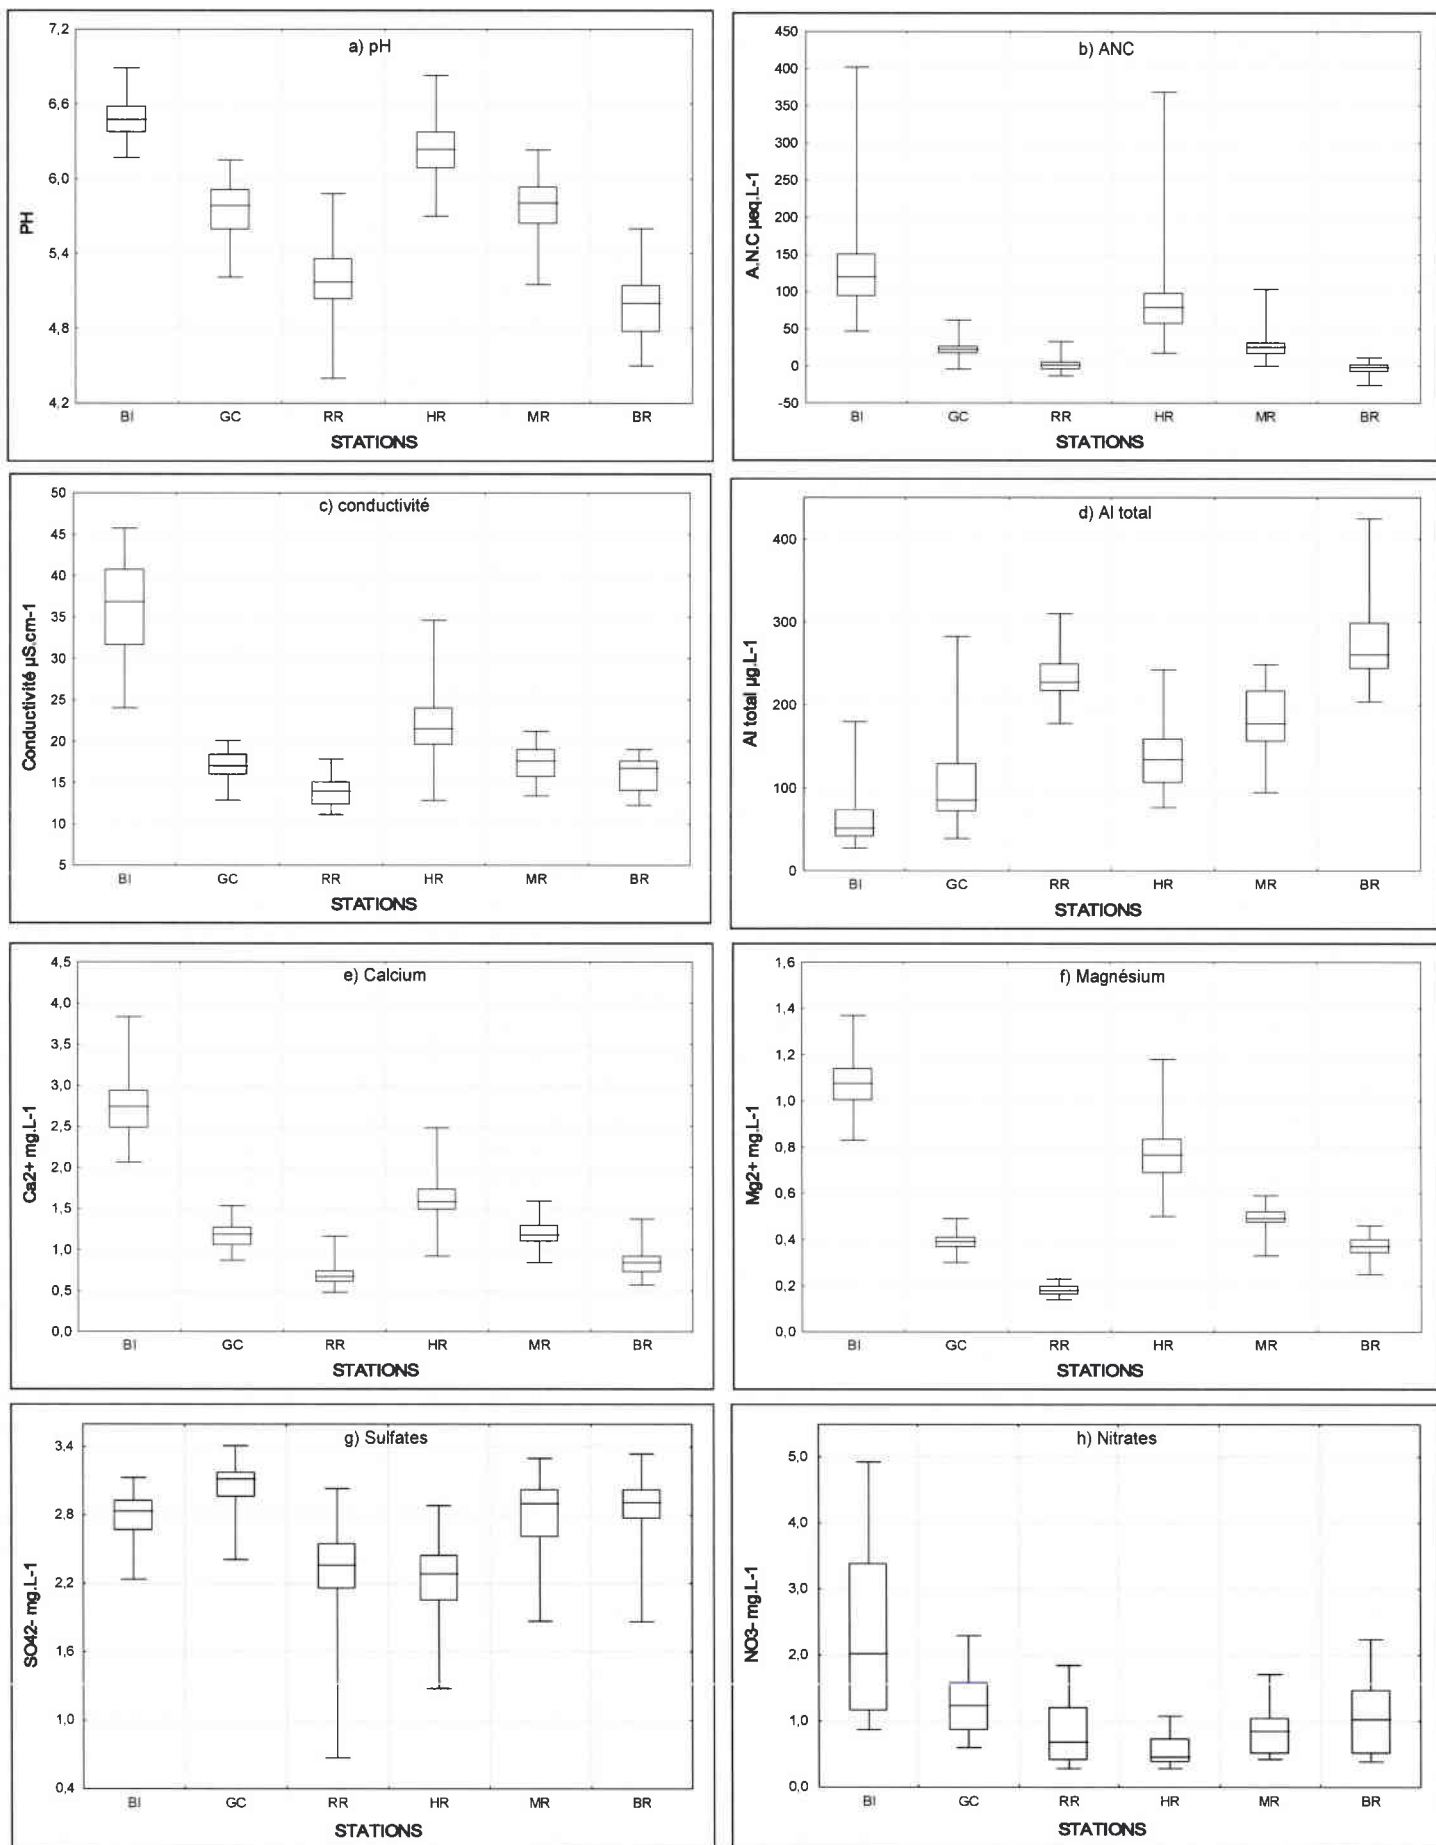 a) pH
7,2
6,6
6,0
5,4
4,8
4,2
PH
BI GC RR HR MR BR
STATIONS
b) ANC
450
400
350
300
250
200
150
100
50
0
-50
A.N.C µeq.L-1
BI GC RR HR MR BR
STATIONS
c) conductivité
50
45
40
35
30
25
20
15
10
5
Conductivité µS.cm-1
BI GC RR HR MR BR
STATIONS
d) Al total
400
300
200
100
0
Al total µg.L-1
BI GC RR HR MR BR
STATIONS
e) Calcium
4,5
4,0
3,5
3,0
2,5
2,0
1,5
1,0
0,5
0,0
Ca2+ mg.L-1
BI GC RR HR MR BR
STATIONS
f) Magnésium
1,6
1,4
1,2
1,0
0,8
0,6
0,4
0,2
0,0
Mg2+ mg.L-1
BI GC RR HR MR BR
STATIONS
g) Sulfates
3,4
2,8
2,2
1,6
1,0
0,4
SO42- mg.L-1
BI GC RR HR MR BR
STATIONS
h) Nitrates
5,0
4,0
3,0
2,0
1,0
0,0
NO3- mg.L-1
BI GC RR HR MR BR
STATIONS